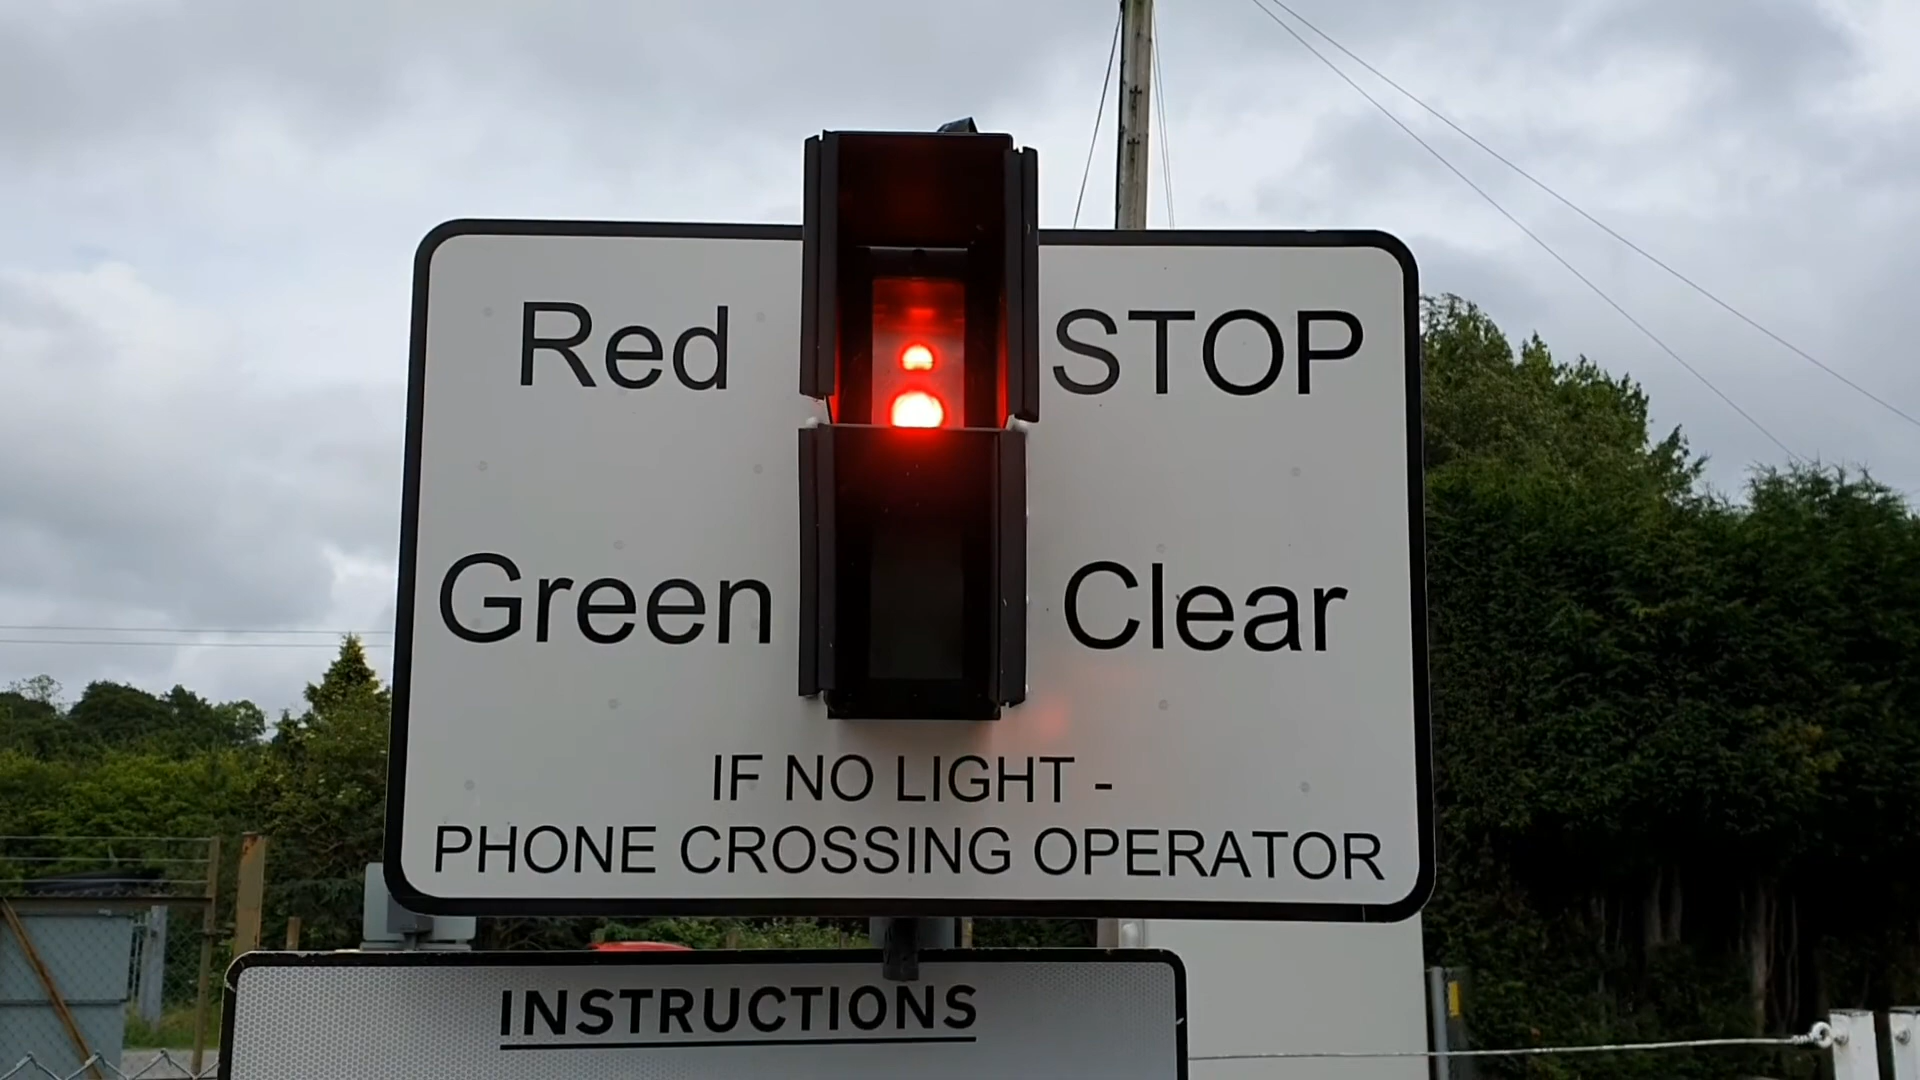 Red STOP
Green Clear
IF NO LIGHT -
PHONE CROSSING OPERATOR
INSTRUCTIONS